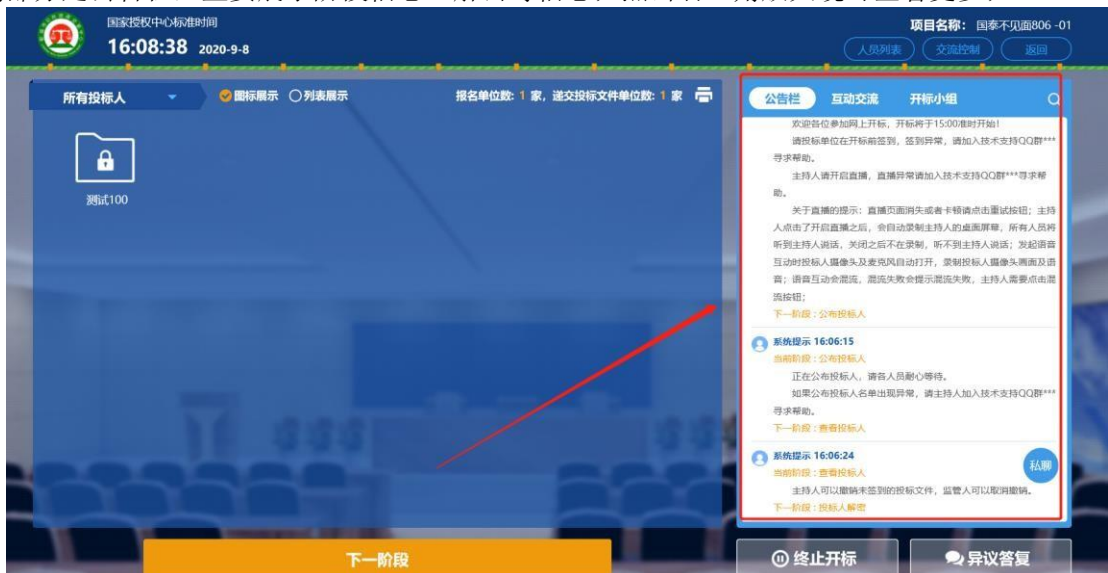 国家授权中心标准时间
16:08:38 2020-9-8
项目名称：国泰不见面806 -01
人员列表 交流控制 返回
所有投标人 图标展示 列表展示 报名单位数: 1 家，递交投标文件单位数: 1 家
测试100
公告栏 互动交流 开标小组
欢迎各位参加网上开标，开标将于15:00准时开始!
请投标单位在开标前签到，签到异常，请加入技术支持QQ群***
寻求帮助。
主持人请开启直播，直播异常请加入技术支持QQ群***寻求帮
助。
关于直播的提示：直播页面消失或者卡顿请点击重试按钮；主持
人点击了开启直播之后，会自动录制主持人的桌面屏幕，所有人员将
听到主持人说话，关闭之后不在录制，听不到主持人说话；发起语音
互动时投标人摄像头及麦克风自动打开，录制投标人摄像头画面及语
音；语音互动会混流，混流失败会提示混流失败，主持人需要点击混
流按钮；
下一阶段 : 公布投标人
系统提示 16:06:15
当前阶段 : 公布投标人
正在公布投标人，请各人员耐心等待。
如果公布投标人名单出现异常，请主持人加入技术支持QQ群***
寻求帮助。
下一阶段 : 查看投标人
系统提示 16:06:24
当前阶段 : 查看投标人
主持人可以撤销未签到的投标文件，监管人可以取消撤销。
下一阶段 : 投标人解密
私聊
下一阶段
终止开标
异议答复